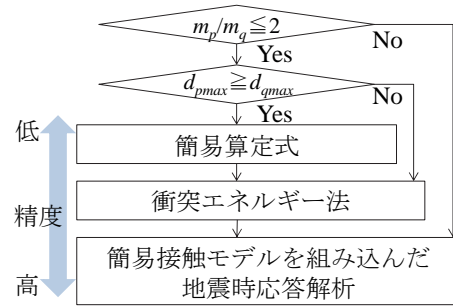 m_p/m_q≦2
No
Yes
d_pmax≧d_qmax
No
Yes
低
簡易算定式
精度
衝突エネルギー法
簡易接触モデルを組み込んだ
地震時応答解析
高